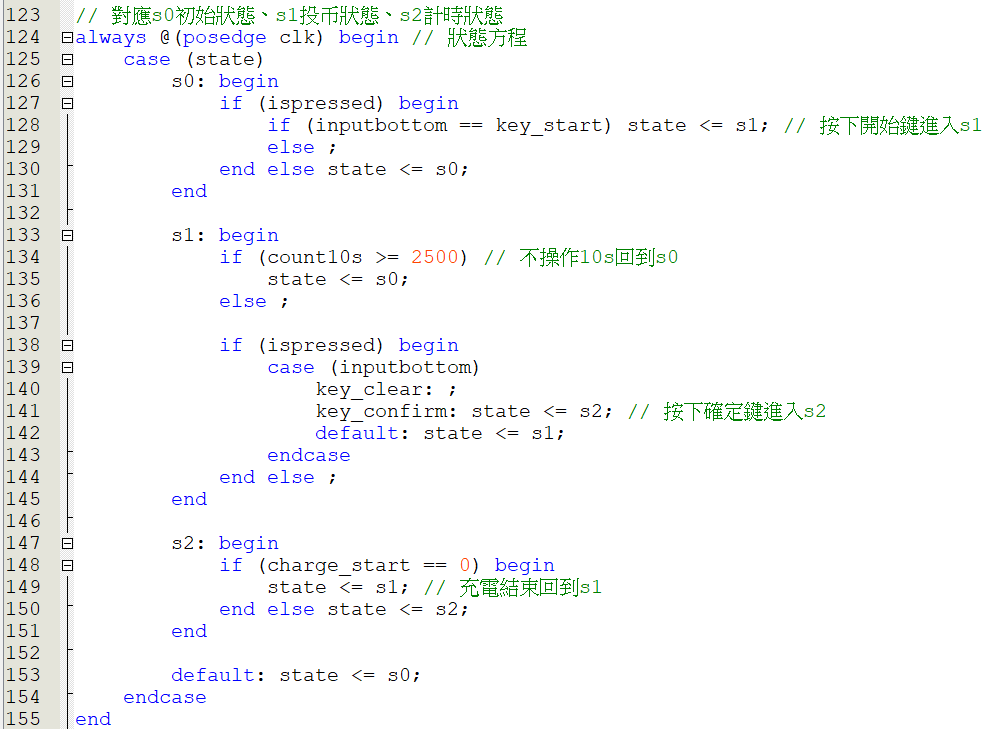 123 // 對應s0初始狀態、s1投币狀態、s2計時狀態
124 always @(posedge clk) begin // 狀態方程
125     case (state)
126         s0: begin
127             if (ispressed) begin
128                 if (inputbottom == key_start) state <= s1; // 按下開始鍵進入s1
129                 else ;
130             end else state <= s0;
131         end
132
133         s1: begin
134             if (count10s >= 2500) // 不操作10s回到s0
135                 state <= s0;
136             else ;
137
138             if (ispressed) begin
139                 case (inputbottom)
140                     key_clear: ;
141                     key_confirm: state <= s2; // 按下確定鍵進入s2
142                     default: state <= s1;
143                 endcase
144             end else ;
145         end
146
147         s2: begin
148             if (charge_start == 0) begin
149                 state <= s1; // 充電結束回到s1
150             end else state <= s2;
151         end
152
153         default: state <= s0;
154     endcase
155 end